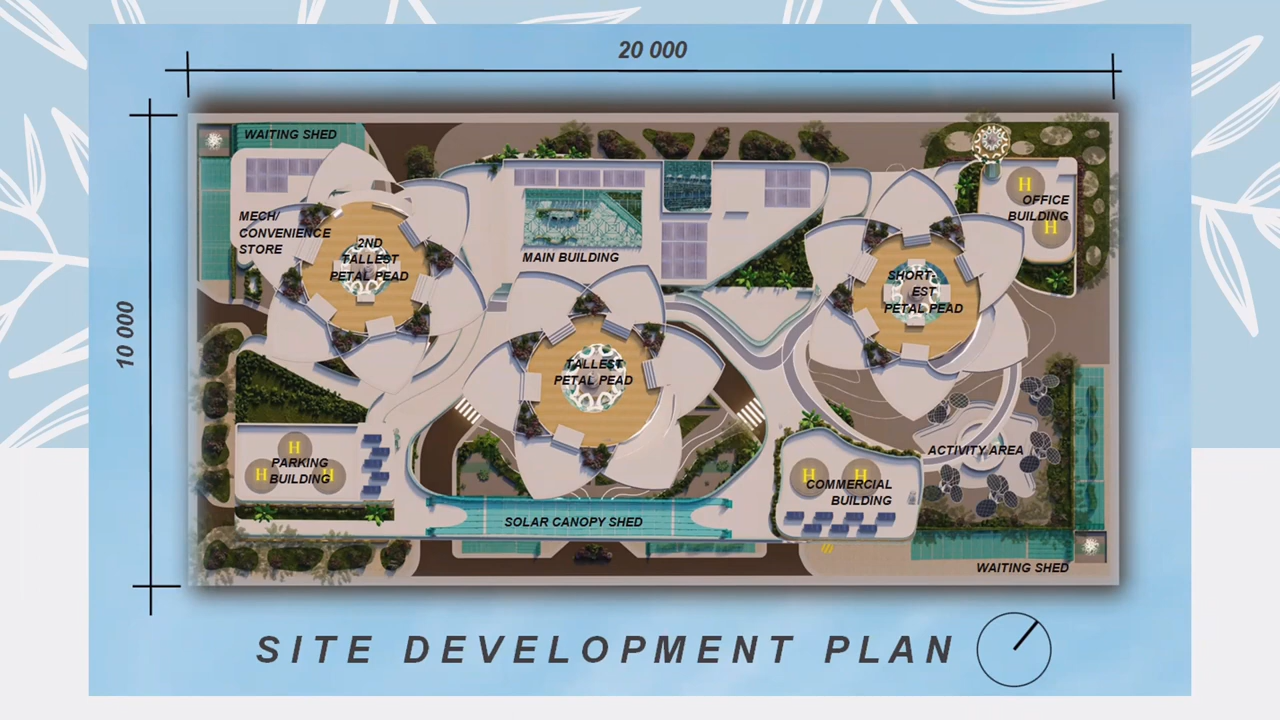 20 000
WAITING SHED
10 000
MECH/
CONVENIENCE
STORE
2ND
TALLEST
PETAL PEAD
MAIN BUILDING
H
OFFICE
BUILDING
H
SHORT-
EST
PETAL PEAD
TALLEST
PETAL PEAD
H
PARKING
H
BUILDING
H
ACTIVITY AREA
H
H
COMMERCIAL
BUILDING
SOLAR CANOPY SHED
WAITING SHED
SITE DEVELOPMENT PLAN